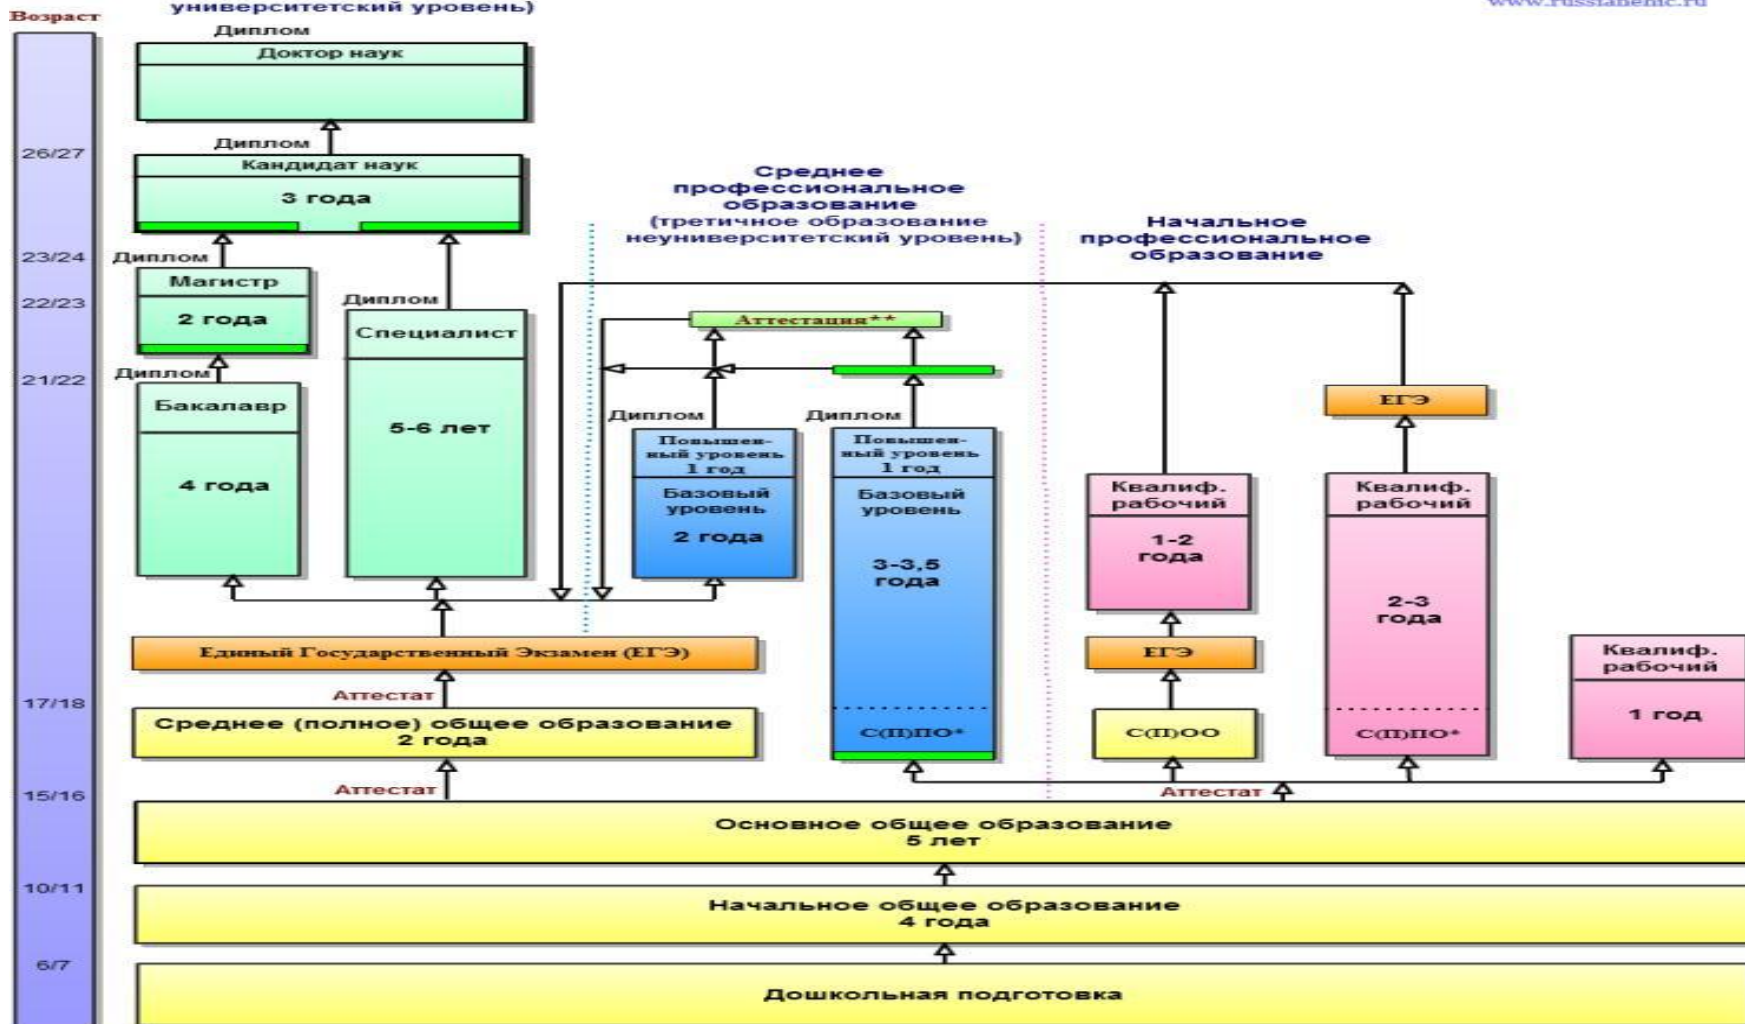 университетский уровень)
www.russianenic.ru
Возраст
Диплом
Доктор наук
26/27
Диплом
Кандидат наук
3 года
Среднее
профессиональное
образование
(третичное образование
неуниверситетский уровень)
Начальное
профессиональное
образование
23/24
Диплом
Магистр
2 года
22/23
Диплом
Специалист
5-6 лет
Аттестация**
21/22
Диплом
Бакалавр
4 года
Диплом
Повышен-
ный уровень
1 год
Базовый
уровень
2 года
Диплом
Повышен-
ный уровень
1 год
Базовый
уровень
3-3,5
года
С(П)ПО*
Квалиф.
рабочий
1-2
года
ЕГЭ
С(П)ОО
ЕГЭ
Квалиф.
рабочий
2-3
года
С(П)ПО*
Квалиф.
рабочий
1 год
Единый Государственный Экзамен (ЕГЭ)
17/18
Аттестат
Среднее (полное) общее образование
2 года
15/16
Аттестат
Аттестат
Основное общее образование
5 лет
10/11
Начальное общее образование
4 года
6/7
Дошкольная подготовка